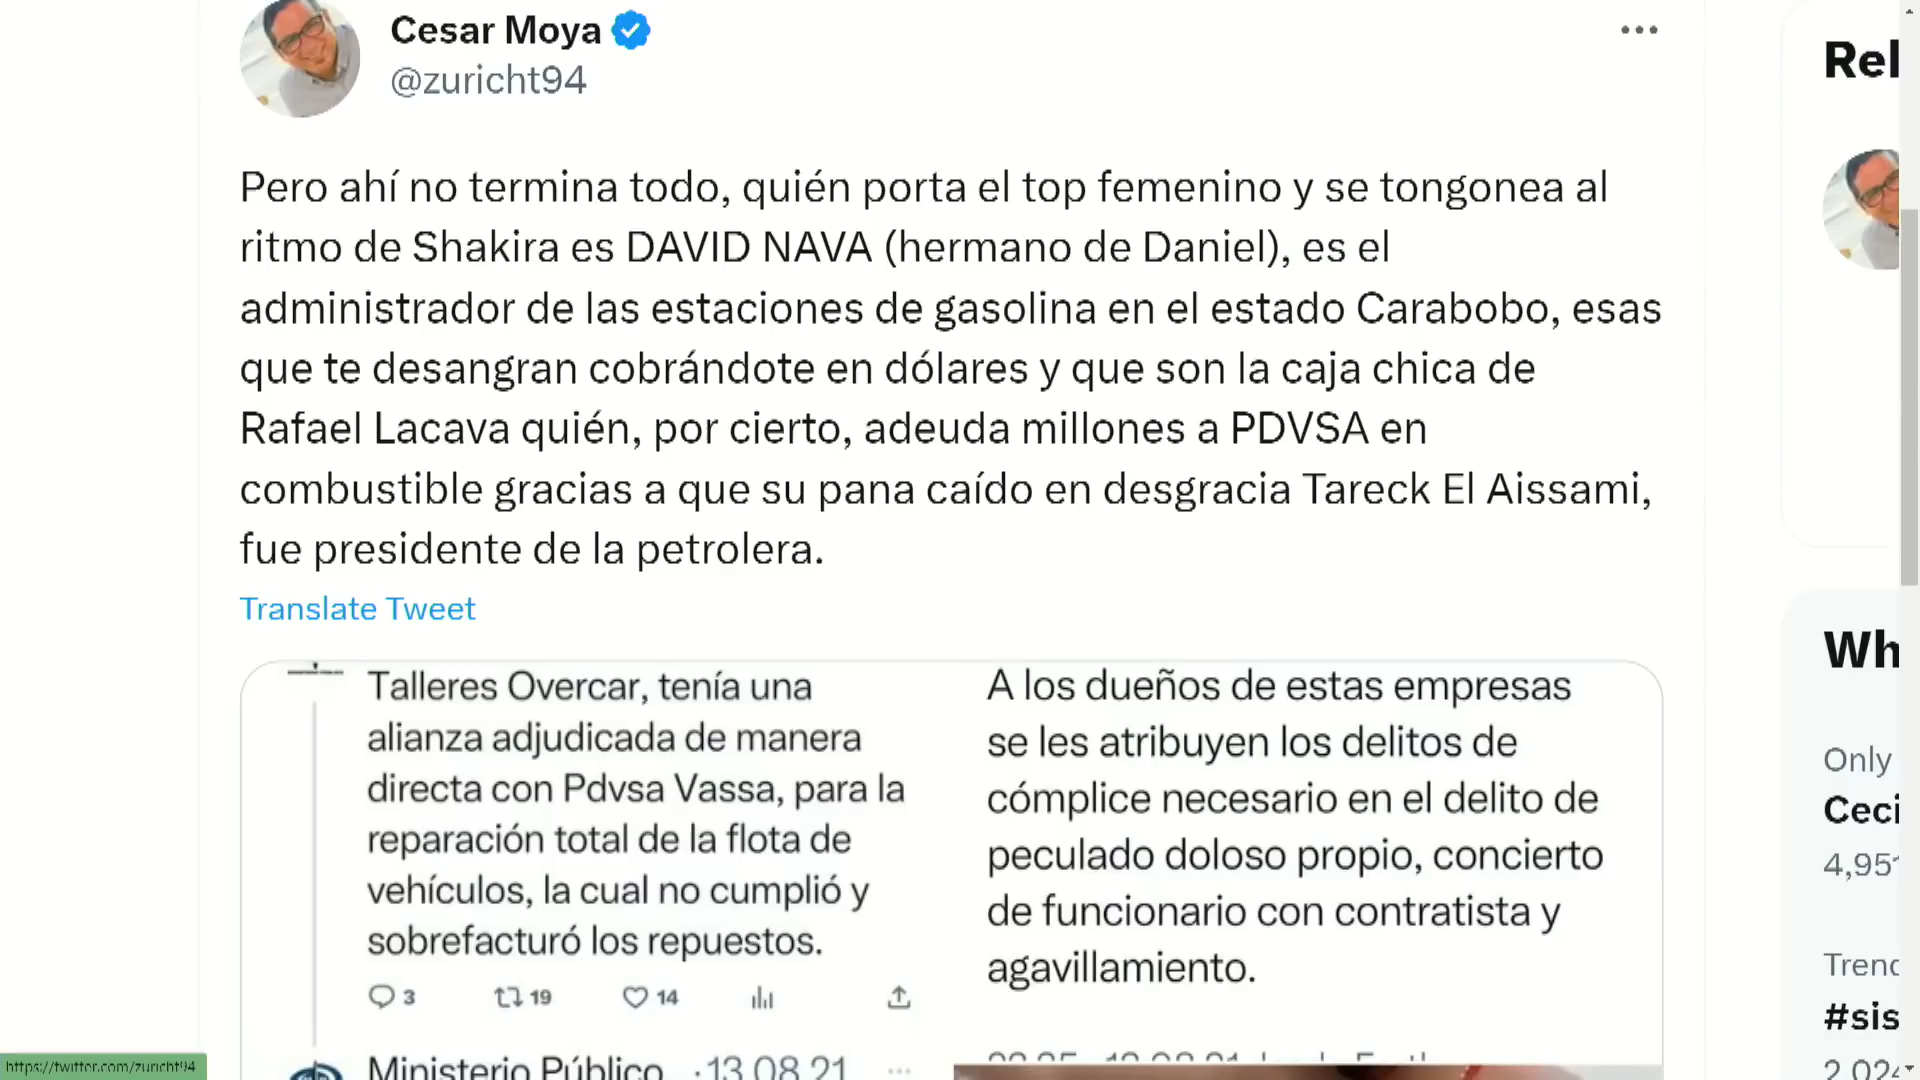 Cesar Moya
@zuricht94
Pero ahí no termina todo, quién porta el top femenino y se tongonea al
ritmo de Shakira es DAVID NAVA (hermano de Daniel), es el
administrador de las estaciones de gasolina en el estado Carabobo, esas
que te desangran cobrándote en dólares y que son la caja chica de
Rafael Lacava quién, por cierto, adeuda millones a PDVSA en
combustible gracias a que su pana caído en desgracia Tareck El Aissami,
fue presidente de la petrolera.
Translate Tweet
Talleres Overcar, tenía una
alianza adjudicada de manera
directa con Pdvsa Vassa, para la
reparación total de la flota de
vehículos, la cual no cumplió y
sobrefacturó los repuestos.
3 19 14
Ministerio Público · 13.08.21
A los dueños de estas empresas
se les atribuyen los delitos de
cómplice necesario en el delito de
peculado doloso propio, concierto
de funcionario con contratista y
agavillamiento.
Rel
Wh
Only
Ceci
4,951
Trend
#sis
2,024
https://twitter.com/zuricht94